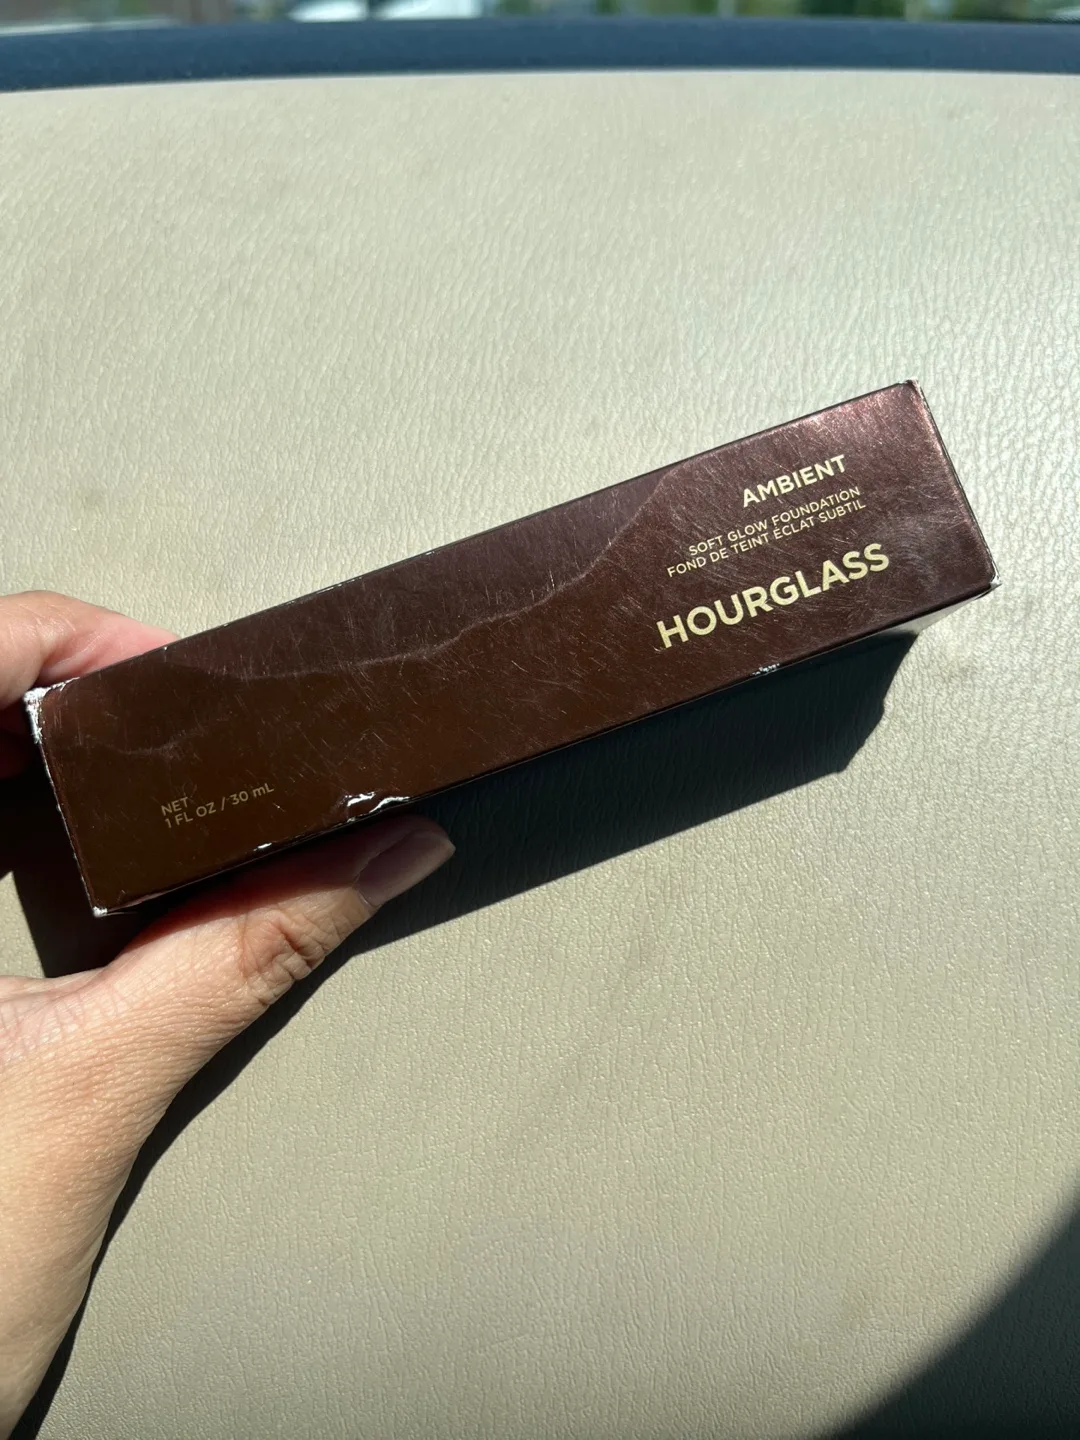 AMBIENT
SOFT GLOW FOUNDATION
FOND DE TEINT ÉCLAT SUBTIL
HOURGLASS
NET
1 FL OZ / 30 mL